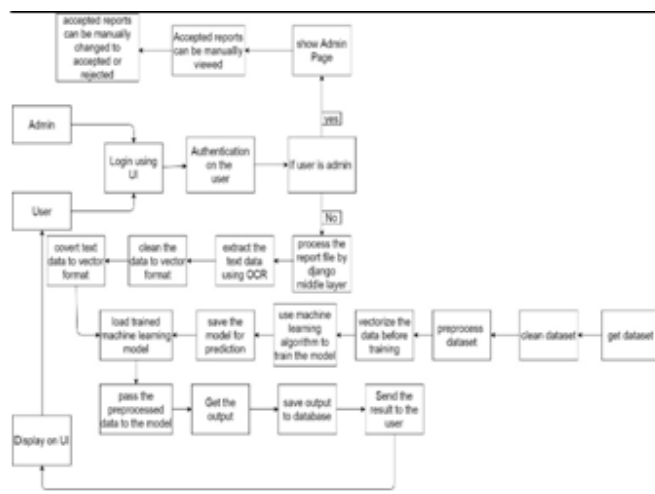 accepted reports
can be manually
changed to
accepted or
rejected
Accepted reports
can be manuallly
viewed
show Admin
Page
yes
Admin
Login using
UI
Authentication
on the
user
If user is admin
User
No
covert text
data to vector
format
clean the
data to vector
format
extract the
text data
using OCR
process the
report file by
django
middle layer
load trained
machine learning
model
save the
model for
prediction
use machine
learning
algorithm to
train the model
vectorize the
data before
training
preprocess
dataset
clean dataset
get dataset
pass the
preprocessed
data to the model
Get the
output
save output
to database
Send the
result to the
user
Display on UI